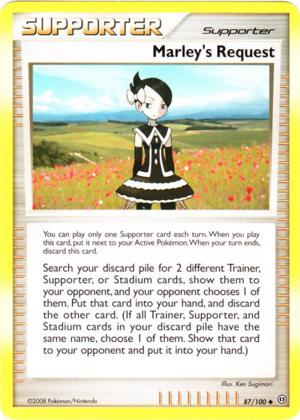 SUPPORTER Supporter
Marley's Request
You can play only one Supporter card each turn. When you play
this card, put it next to your Active Pokémon. When your turn ends,
discard this card.
Search your discard pile for 2 different Trainer,
Supporter, or Stadium cards, show them to
your opponent, and your opponent chooses 1 of
them. Put that card into your hand, and discard
the other card. (If all Trainer, Supporter, and
Stadium cards in your discard pile have the
same name, choose 1 of them. Show that card
to your opponent and put it into your hand.)
Illus. Ken Sugimori
©2008 Pokémon/Nintendo 87/100 ◆